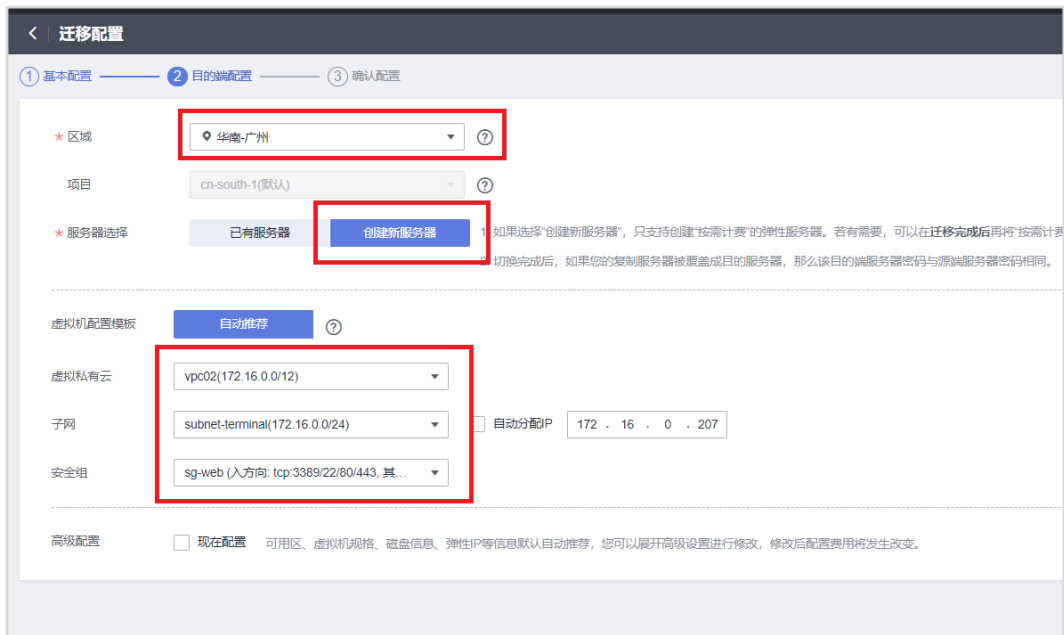 迁移配置
1 基本配置 2 目的端配置 3 确认配置
* 区域 华南-广州 ?
项目 cn-south-1(默认) ?
* 服务器选择 已有服务器 创建新服务器 1. 如果选择“创建新服务器”，只支持创建“按需计费”的弹性服务器。若有需要，可以在迁移完成后再将“按需计费
2. 切换完成后，如果您的复制服务器被覆盖成目的服务器，那么该目的端服务器密码与源端服务器密码相同。
虚拟机配置模板 自动推荐 ?
虚拟私有云 vpc02(172.16.0.0/12)
子网 subnet-terminal(172.16.0.0/24) 自动分配IP 172 . 16 . 0 . 207
安全组 sg-web (入方向: tcp:3389/22/80/443, 其...
高级配置 现在配置 可用区、虚拟机规格、磁盘信息、弹性IP等信息默认自动推荐，您可以展开高级设置进行修改，修改后配置费用将发生改变。